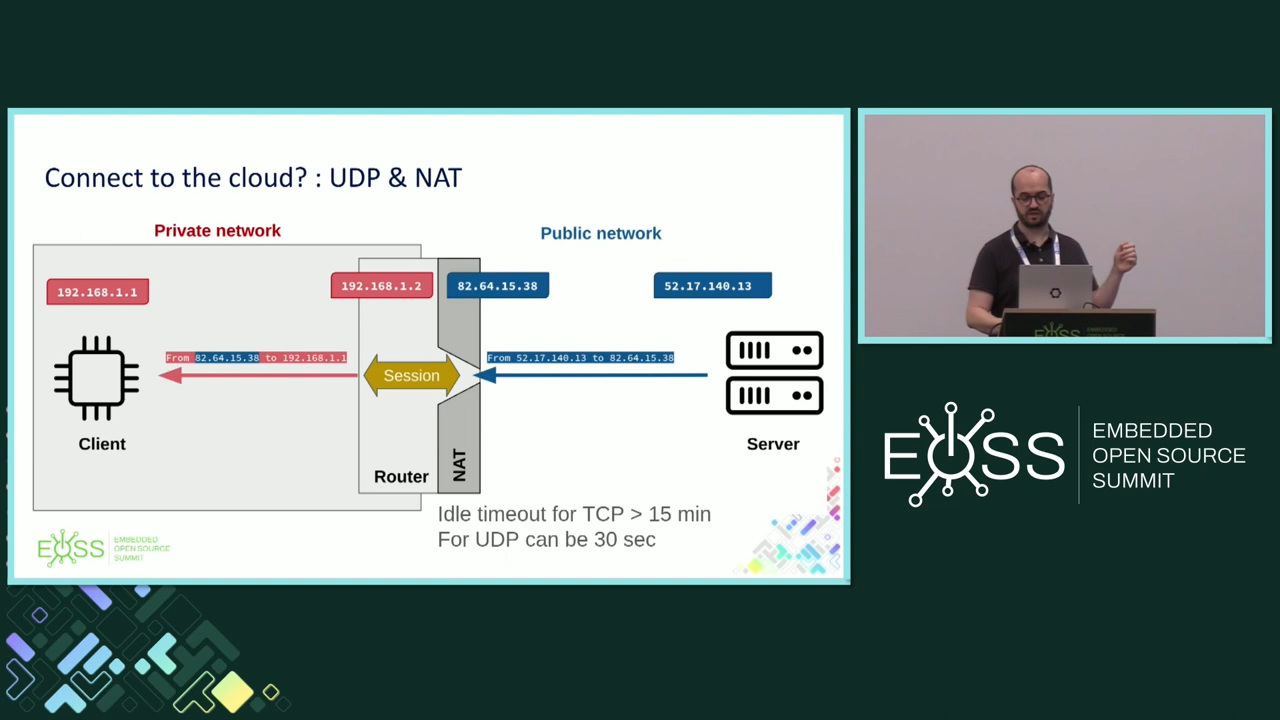 Connect to the cloud? : UDP & NAT
Private network
Public network
192.168.1.1
192.168.1.2
82.64.15.38
52.17.140.13
From 82.64.15.38 to 192.168.1.1
Session
From 52.17.140.13 to 82.64.15.38
Client
Router
NAT
Server
Idle timeout for TCP > 15 min
For UDP can be 30 sec
EOSS
EMBEDDED
OPEN SOURCE
SUMMIT
EOSS
EMBEDDED
OPEN SOURCE
SUMMIT
EOSS